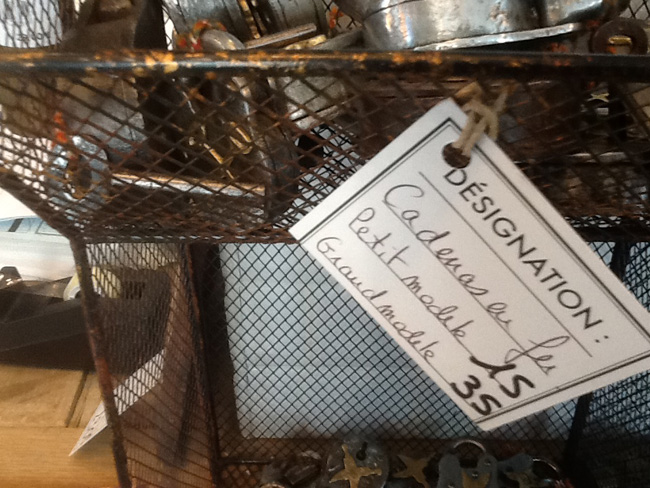 DÉSIGNATION:
Cadenas en fer
Petit modèle 15
Grand modèle 35